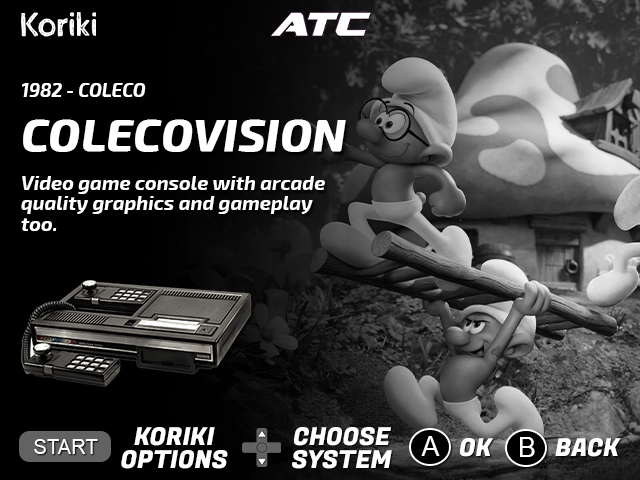 Koriki
ATC
1982 - COLECO
COLECOVISION
Video game console with arcade
quality graphics and gameplay
too.
START
KORIKI
OPTIONS
CHOOSE
SYSTEM
A OK
B BACK